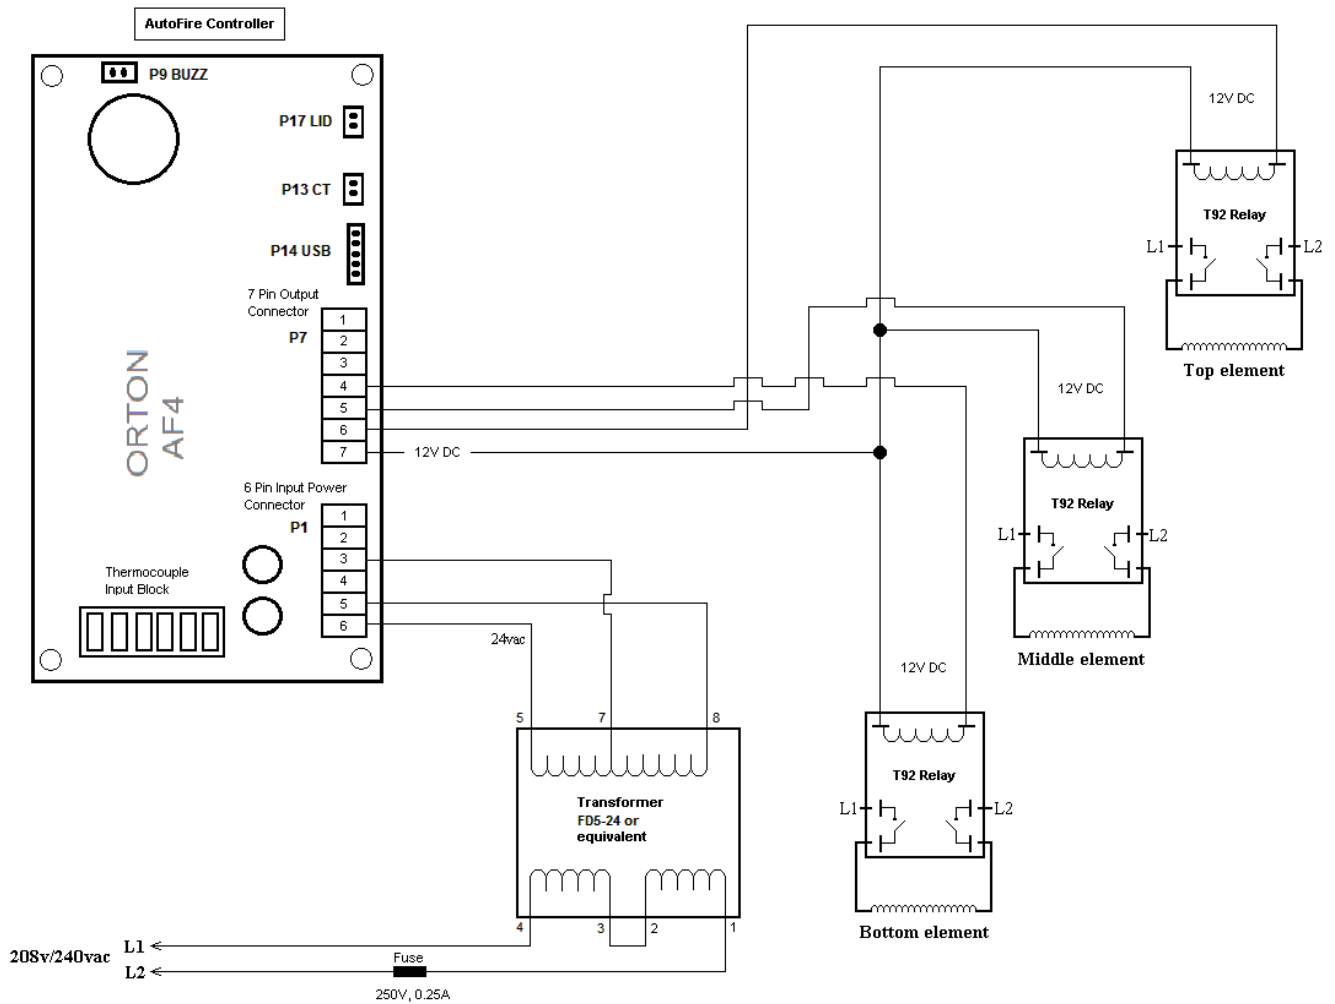 AutoFire Controller
P9 BUZZ
P17 LID
P13 CT
P14 USB
7 Pin Output
Connector
P7
1
2
3
4
5
6
7
12V DC
ORTON
AF4
6 Pin Input Power
Connector
P1
1
2
3
4
5
6
24vac
Thermocouple
Input Block
12V DC
T92 Relay
L1
L2
Top element
12V DC
T92 Relay
L1
L2
Middle element
12V DC
T92 Relay
L1
L2
Bottom element
5
7
8
Transformer
FD5-24 or
equivalent
4
3
2
1
208v/240vac
L1
L2
Fuse
250V, 0.25A